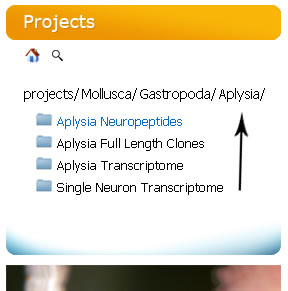 Projects
projects/ Mollusca/ Gastropoda/ Aplysia/
Aplysia Neuropeptides
Aplysia Full Length Clones
Aplysia Transcriptome
Single Neuron Transcriptome